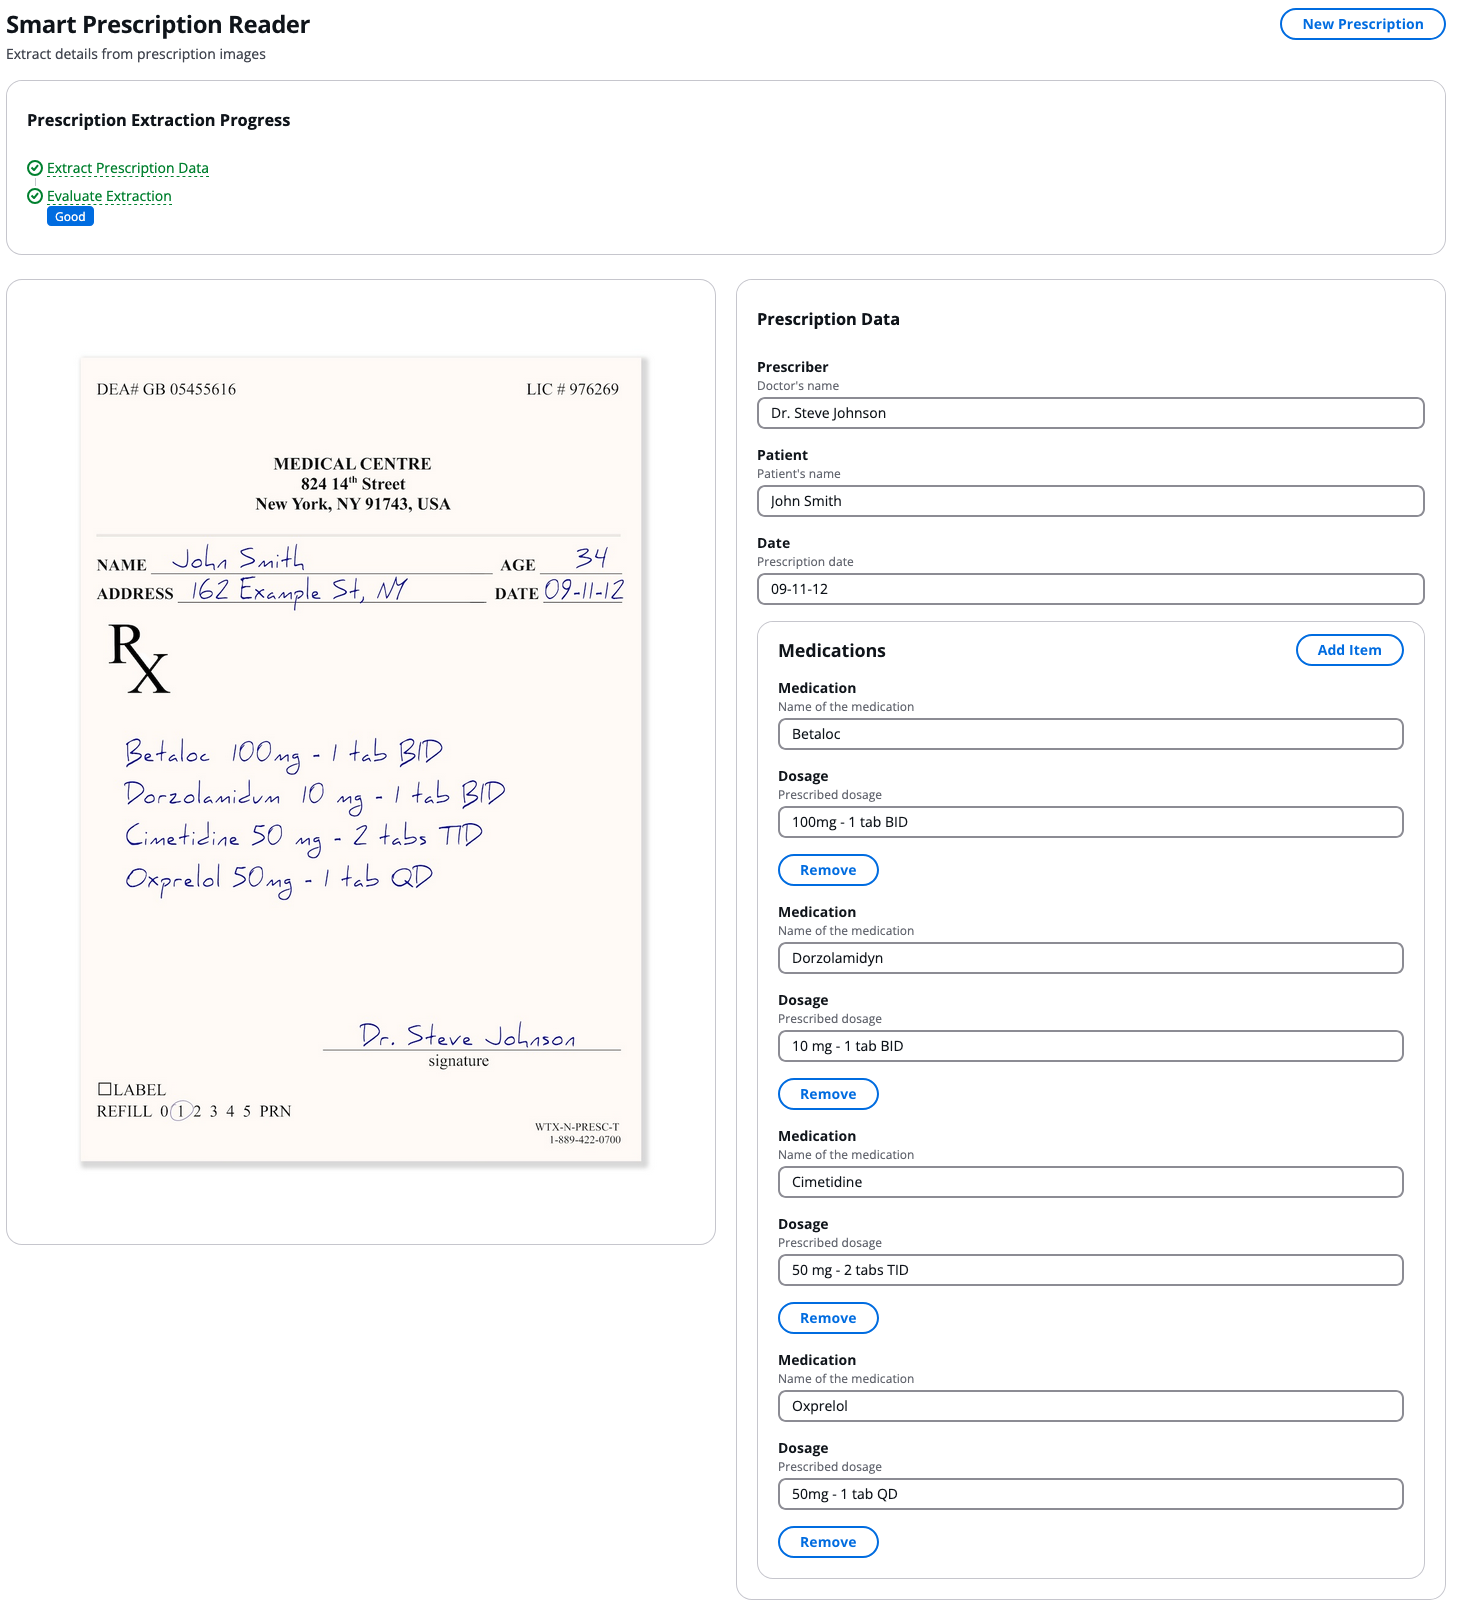 Smart Prescription Reader
New Prescription
Extract details from prescription images
Prescription Extraction Progress
Extract Prescription Data
Evaluate Extraction
Good
DEA# GB 05455616
LIC # 976269
MEDICAL CENTRE
824 14th Street
New York, NY 91743, USA
NAME John Smith AGE 34
ADDRESS 162 Example St, NY DATE 09-11-12
Rx
Betaloc 100mg - 1 tab BID
Dorzolamidum 10 mg - 1 tab BID
Cimetidine 50 mg - 2 tabs TID
Oxprelol 50mg - 1 tab QD
Dr. Steve Johnson
signature
☐LABEL
REFILL 0 1 2 3 4 5 PRN
WTX-N-PRESC-T
1-889-422-0700
Prescription Data
Prescriber
Doctor's name
Dr. Steve Johnson
Patient
Patient's name
John Smith
Date
Prescription date
09-11-12
Medications
Add Item
Medication
Name of the medication
Betaloc
Dosage
Prescribed dosage
100mg - 1 tab BID
Remove
Medication
Name of the medication
Dorzolamidyn
Dosage
Prescribed dosage
10 mg - 1 tab BID
Remove
Medication
Name of the medication
Cimetidine
Dosage
Prescribed dosage
50 mg - 2 tabs TID
Remove
Medication
Name of the medication
Oxprelol
Dosage
Prescribed dosage
50mg - 1 tab QD
Remove